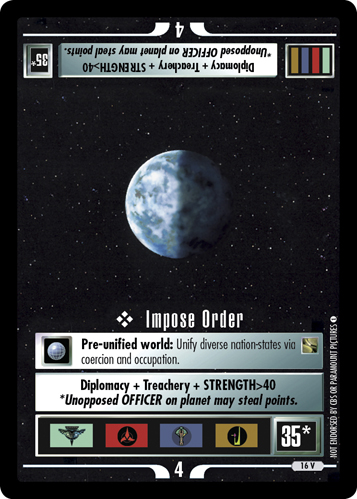 4
Diplomacy + Treachery + STRENGTH>40
*Unopposed OFFICER on planet may steal points.
35*
Impose Order
Pre-unified world: Unify diverse nation-states via
coercion and occupation.
Diplomacy + Treachery + STRENGTH>40
*Unopposed OFFICER on planet may steal points.
35*
4
16 V
NOT ENDORSED BY CBS OR PARAMOUNT PICTURES